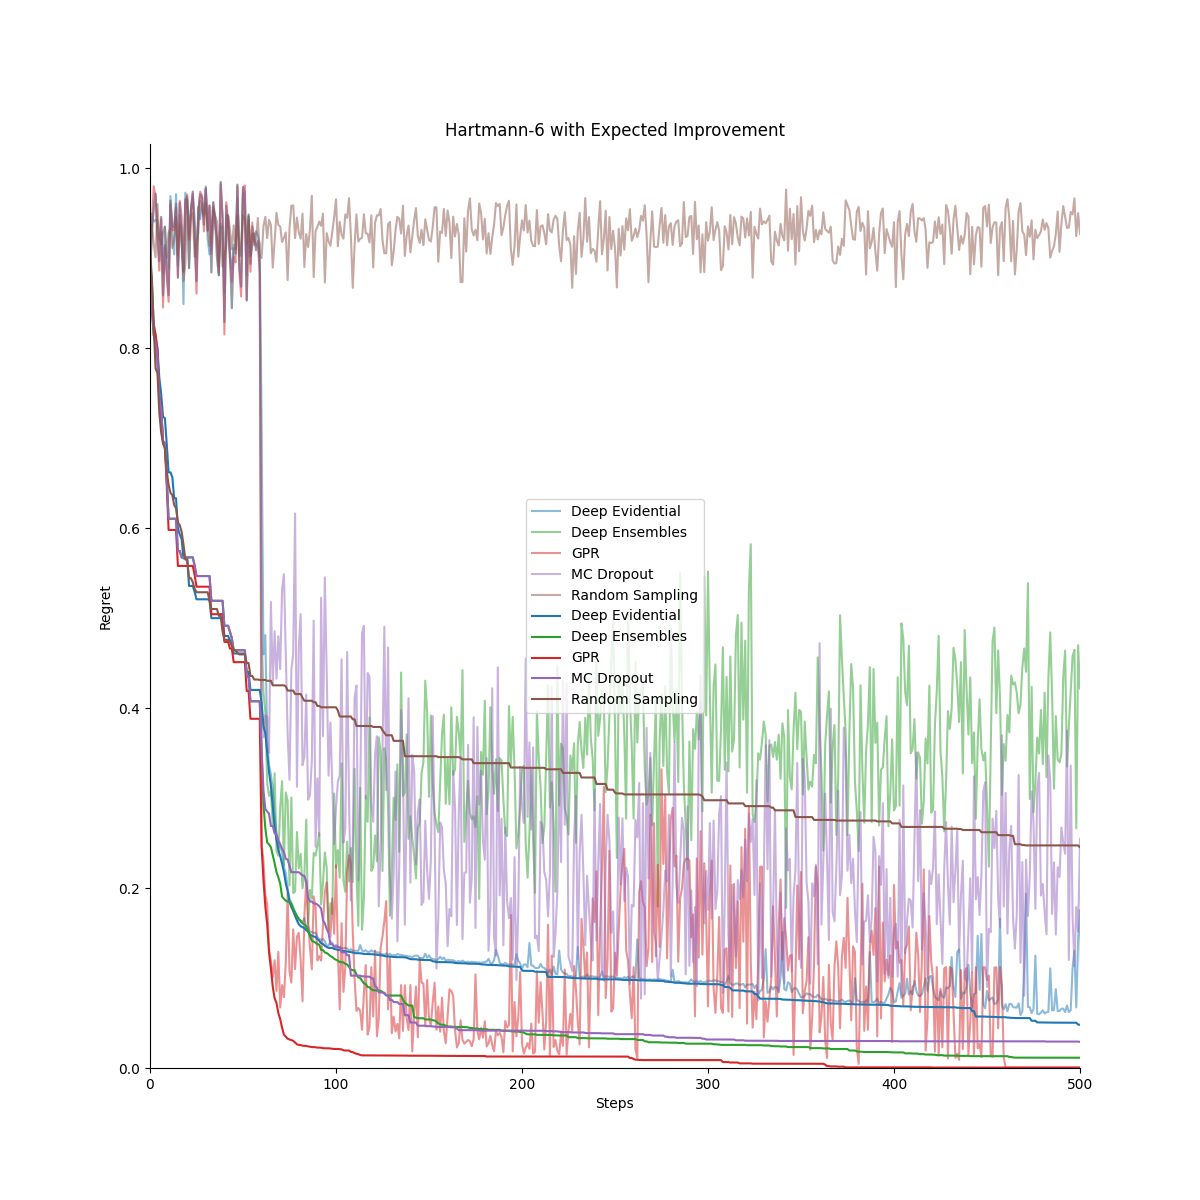 Hartmann-6 with Expected Improvement
1.0
0.8
0.6
0.4
0.2
0.0
Regret
Deep Evidential
Deep Ensembles
GPR
MC Dropout
Random Sampling
Deep Evidential
Deep Ensembles
GPR
MC Dropout
Random Sampling
0 100 200 300 400 500
Steps